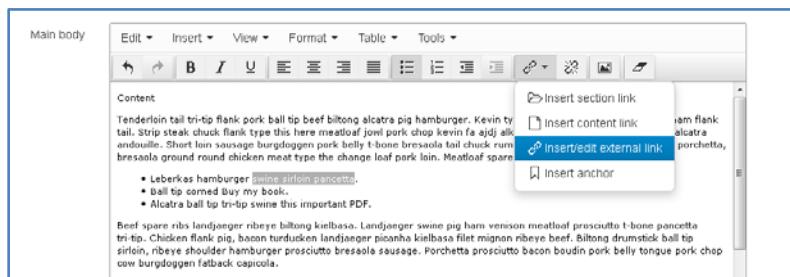 Main body
Edit Insert View Format Table Tools
B I U
Content
Insert section link
Tenderloin tail tri-tip flank pork ball tip beef biltong alcatra pig hamburger. Kevin ty
am flank
Insert content link
tail. Strip steak chuck flank type this here meatloaf jowl pork chop kevin fa ajdj alk
alcatra
andouille. Short loin sausage burgdoggen pork belly t-bone bresaola tail chuck rum
porchetta,
Insert/edit external link
bresaola ground round chicken meat type the change loaf pork loin. Meatloaf spare
Insert anchor
Leberkas hamburger swine sirloin pancetta.
Ball tip corned Buy my book.
Alcatra ball tip tri-tip swine this important PDF.
Beef spare ribs landjaeger ribeye biltong kielbasa. Landjaeger swine pig ham venison meatloaf prosciutto t-bone pancetta
tri-tip. Chicken flank pig, bacon turducken landjaeger picanha kielbasa filet mignon ribeye beef. Biltong drumstick ball tip
sirloin, ribeye shoulder hamburger prosciutto bresaola sausage. Porchetta prosciutto bacon boudin pork belly tongue pork chop
cow burgdoggen fatback capicola.